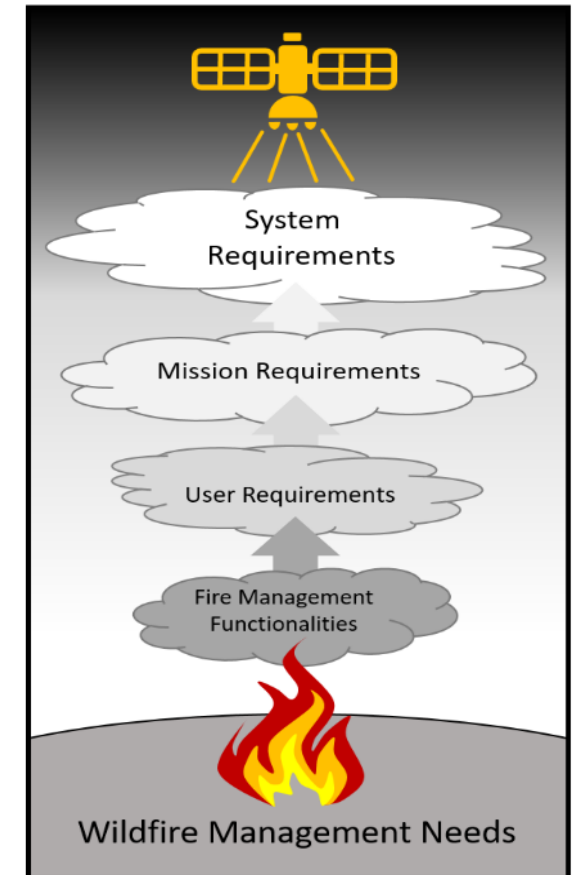 System
Requirements
Mission Requirements
User Requirements
Fire Management
Functionalities
Wildfire Management Needs